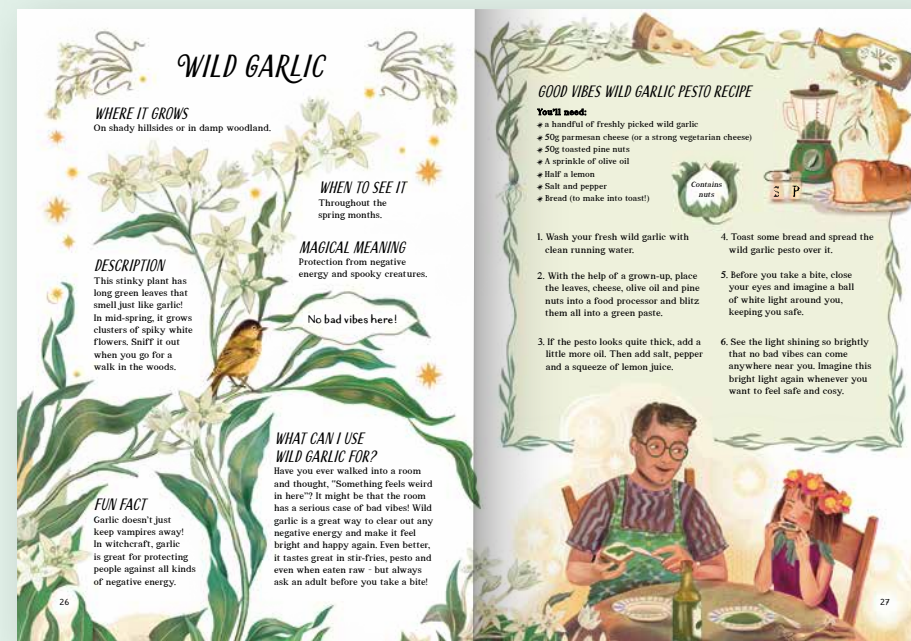 WILD GARLIC
WHERE IT GROWS
On shady hillsides or in damp woodland.
WHEN TO SEE IT
Throughout the
spring months.
MAGICAL MEANING
Protection from negative
energy and spooky creatures.
DESCRIPTION
This stinky plant has
long green leaves that
smell just like garlic!
In mid-spring, it grows
clusters of spiky white
flowers. Sniff it out
when you go for a
walk in the woods.
No bad vibes here!
WHAT CAN I USE
WILD GARLIC FOR?
Have you ever walked into a room
and thought, "Something feels weird
in here"? It might be that the room
has a serious case of bad vibes! Wild
garlic is a great way to clear out any
negative energy and make it feel
bright and happy again. Even better,
it tastes great in stir-fries, pesto and
even when eaten raw - but always
ask an adult before you take a bite!
FUN FACT
Garlic doesn't just
keep vampires away!
In witchcraft, garlic
is great for protecting
people against all kinds
of negative energy.
26
GOOD VIBES WILD GARLIC PESTO RECIPE
You'll need:
a handful of freshly picked wild garlic
50g parmesan cheese (or a strong vegetarian cheese)
50g toasted pine nuts
A sprinkle of olive oil
Half a lemon
Salt and pepper
Bread (to make into toast!)
Contains
nuts
S P
1. Wash your fresh wild garlic with
clean running water.
2. With the help of a grown-up, place
the leaves, cheese, olive oil and pine
nuts into a food processor and blitz
them all into a green paste.
3. If the pesto looks quite thick, add a
little more oil. Then add salt, pepper
and a squeeze of lemon juice.
4. Toast some bread and spread the
wild garlic pesto over it.
5. Before you take a bite, close
your eyes and imagine a ball
of white light around you,
keeping you safe.
6. See the light shining so brightly
that no bad vibes can come
anywhere near you. Imagine this
bright light again whenever you
want to feel safe and cosy.
27